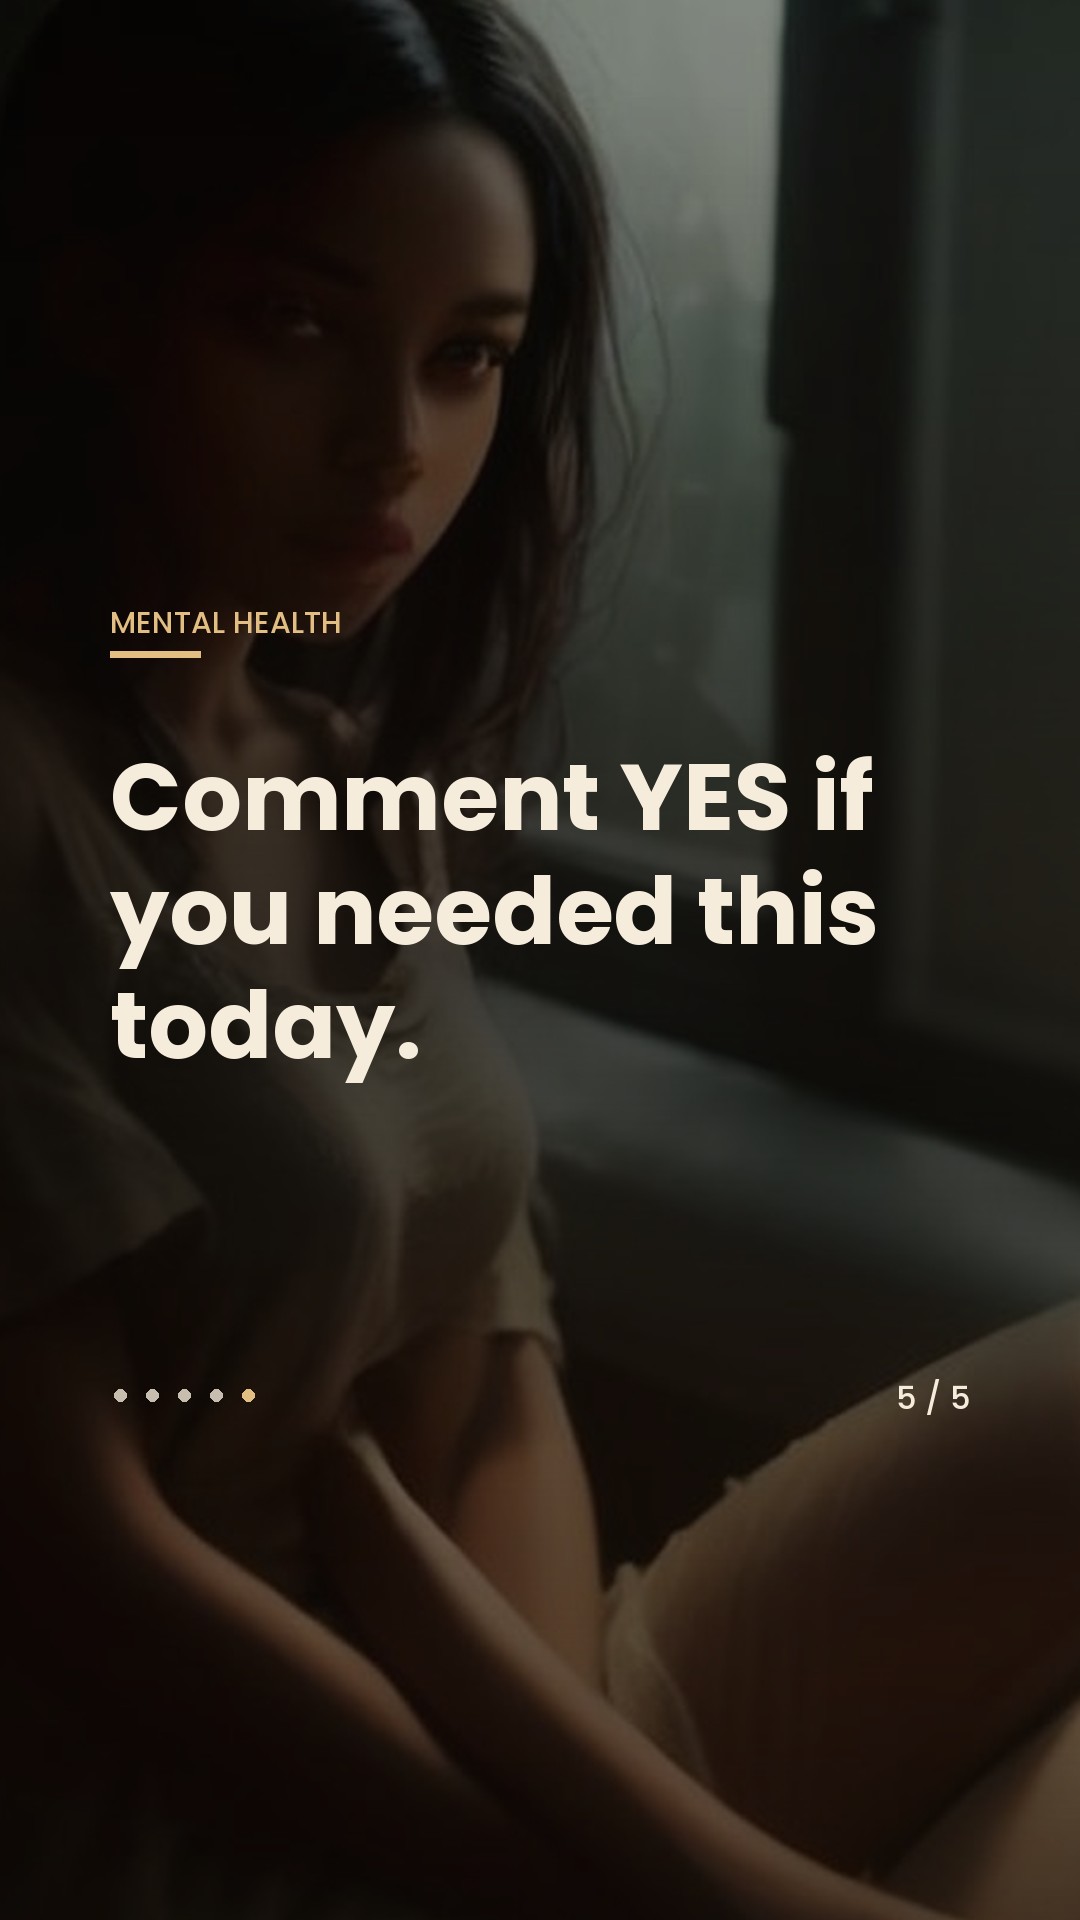 MENTAL HEALTH
Comment YES if
you needed this
today.
5 / 5